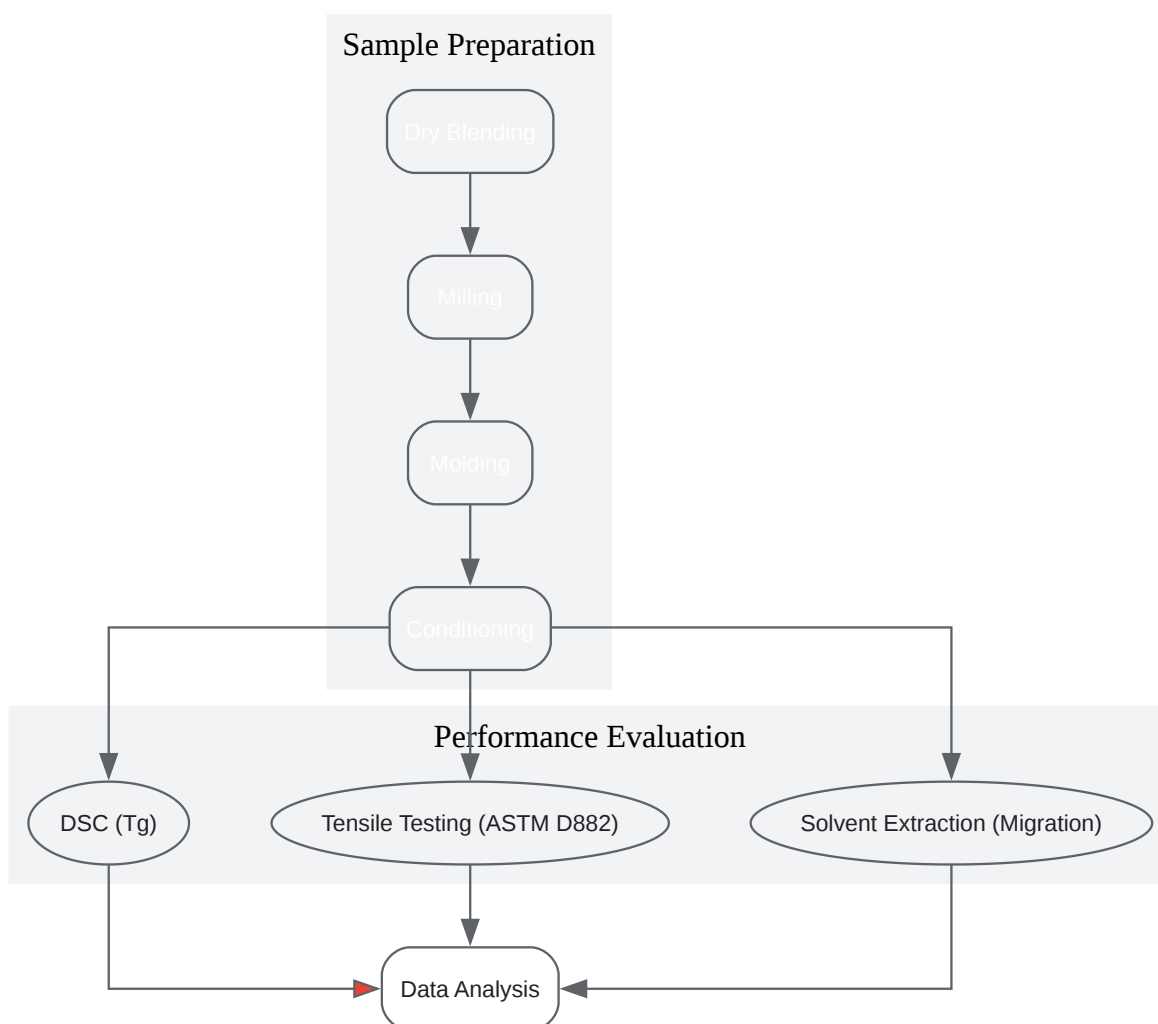 Sample Preparation
Dry Blending
Milling
Molding
Conditioning
Performance Evaluation
DSC (Tg)
Tensile Testing (ASTM D882)
Solvent Extraction (Migration)
Data Analysis